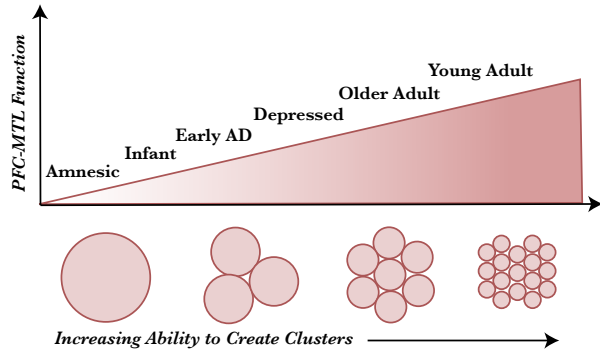 PFC-MTL Function
Young Adult
Older Adult
Depressed
Early AD
Infant
Amnesic
Increasing Ability to Create Clusters